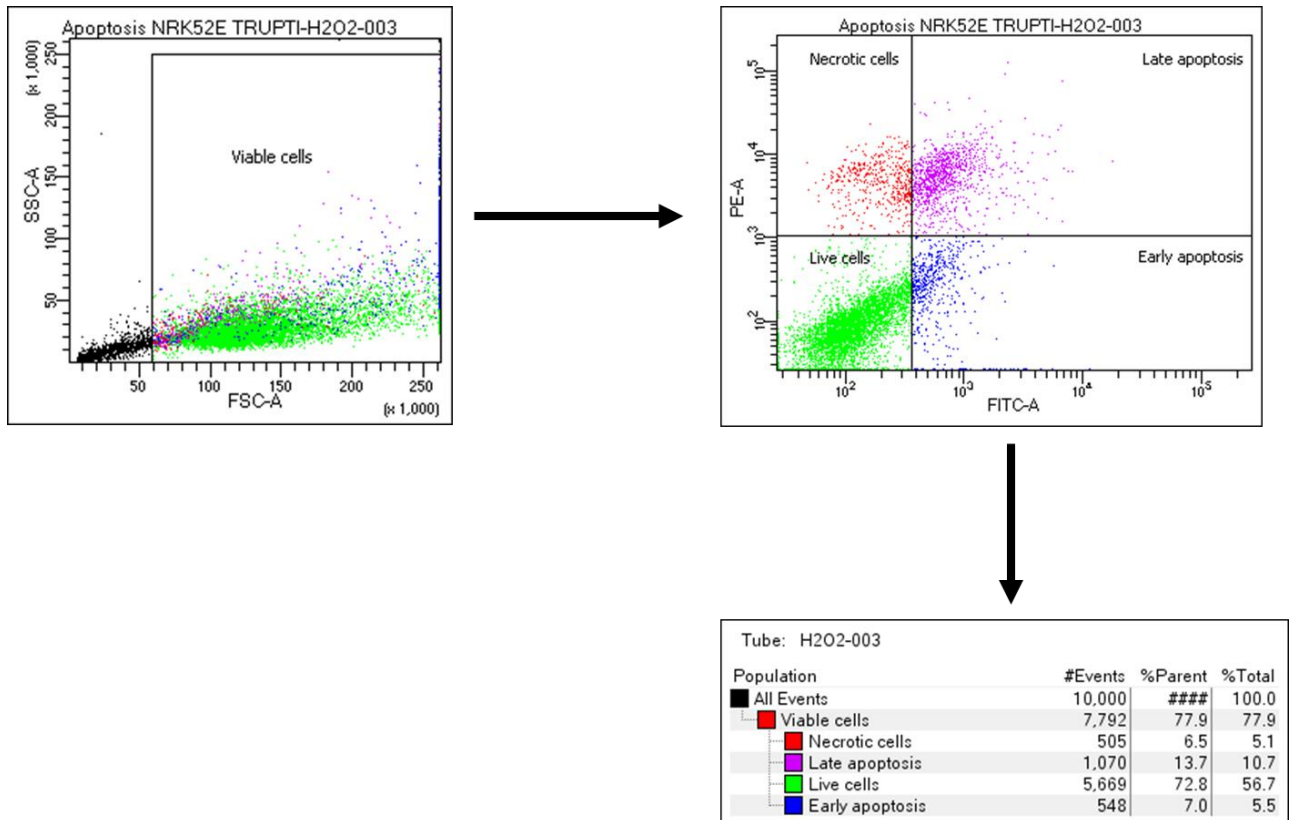 Apoptosis NRK52E TRUPTI-H2O2-003
(x 1,000)
250
200
150
100
50
SSC-A
Viable cells
50 100 150 200 250
FSC-A
(x 1,000)
Apoptosis NRK52E TRUPTI-H2O2-003
Necrotic cells Late apoptosis
10^5
10^4
10^3
10^2
PE-A
Live cells Early apoptosis
10^2 10^3 10^4 10^5
FITC-A
Tube: H2O2-003
Population #Events %Parent %Total
All Events 10,000 #### 100.0
Viable cells 7,792 77.9 77.9
Necrotic cells 505 6.5 5.1
Late apoptosis 1,070 13.7 10.7
Live cells 5,669 72.8 56.7
Early apoptosis 548 7.0 5.5